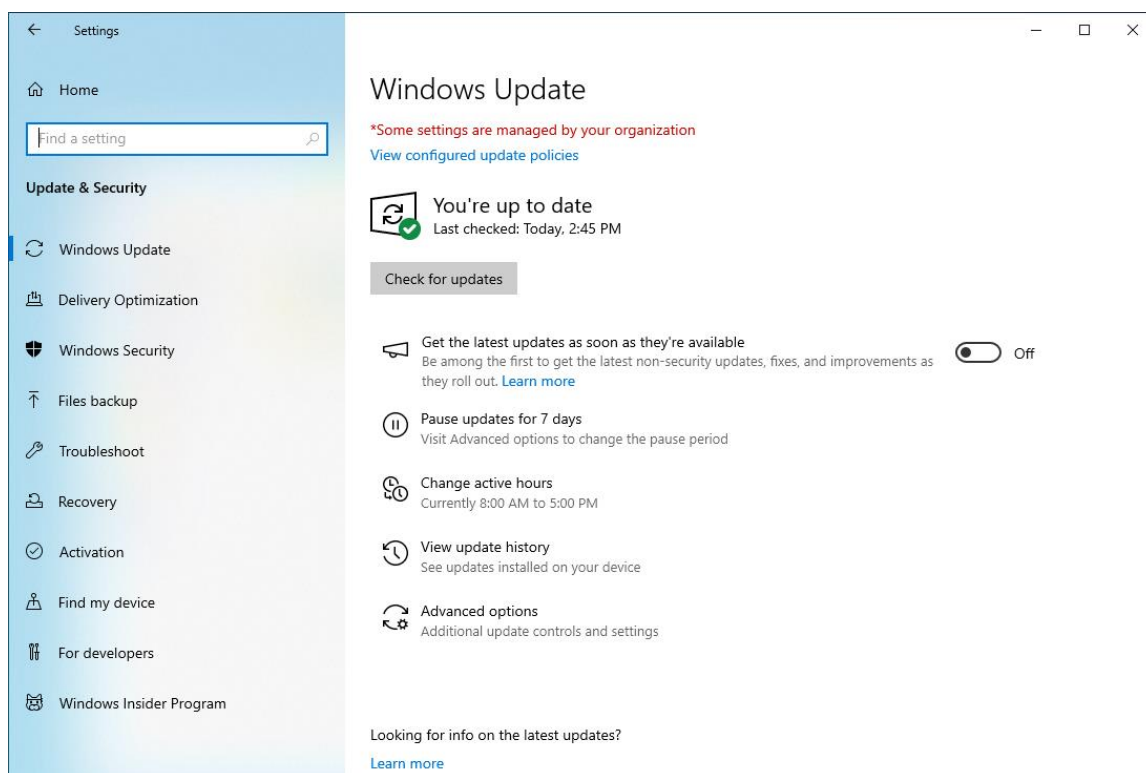 Settings
Home
Find a setting
Update & Security
Windows Update
Delivery Optimization
Windows Security
Files backup
Troubleshoot
Recovery
Activation
Find my device
For developers
Windows Insider Program
Windows Update
*Some settings are managed by your organization
View configured update policies
You're up to date
Last checked: Today, 2:45 PM
Check for updates
Get the latest updates as soon as they're available
Be among the first to get the latest non-security updates, fixes, and improvements as
they roll out. Learn more
Off
Pause updates for 7 days
Visit Advanced options to change the pause period
Change active hours
Currently 8:00 AM to 5:00 PM
View update history
See updates installed on your device
Advanced options
Additional update controls and settings
Looking for info on the latest updates?
Learn more